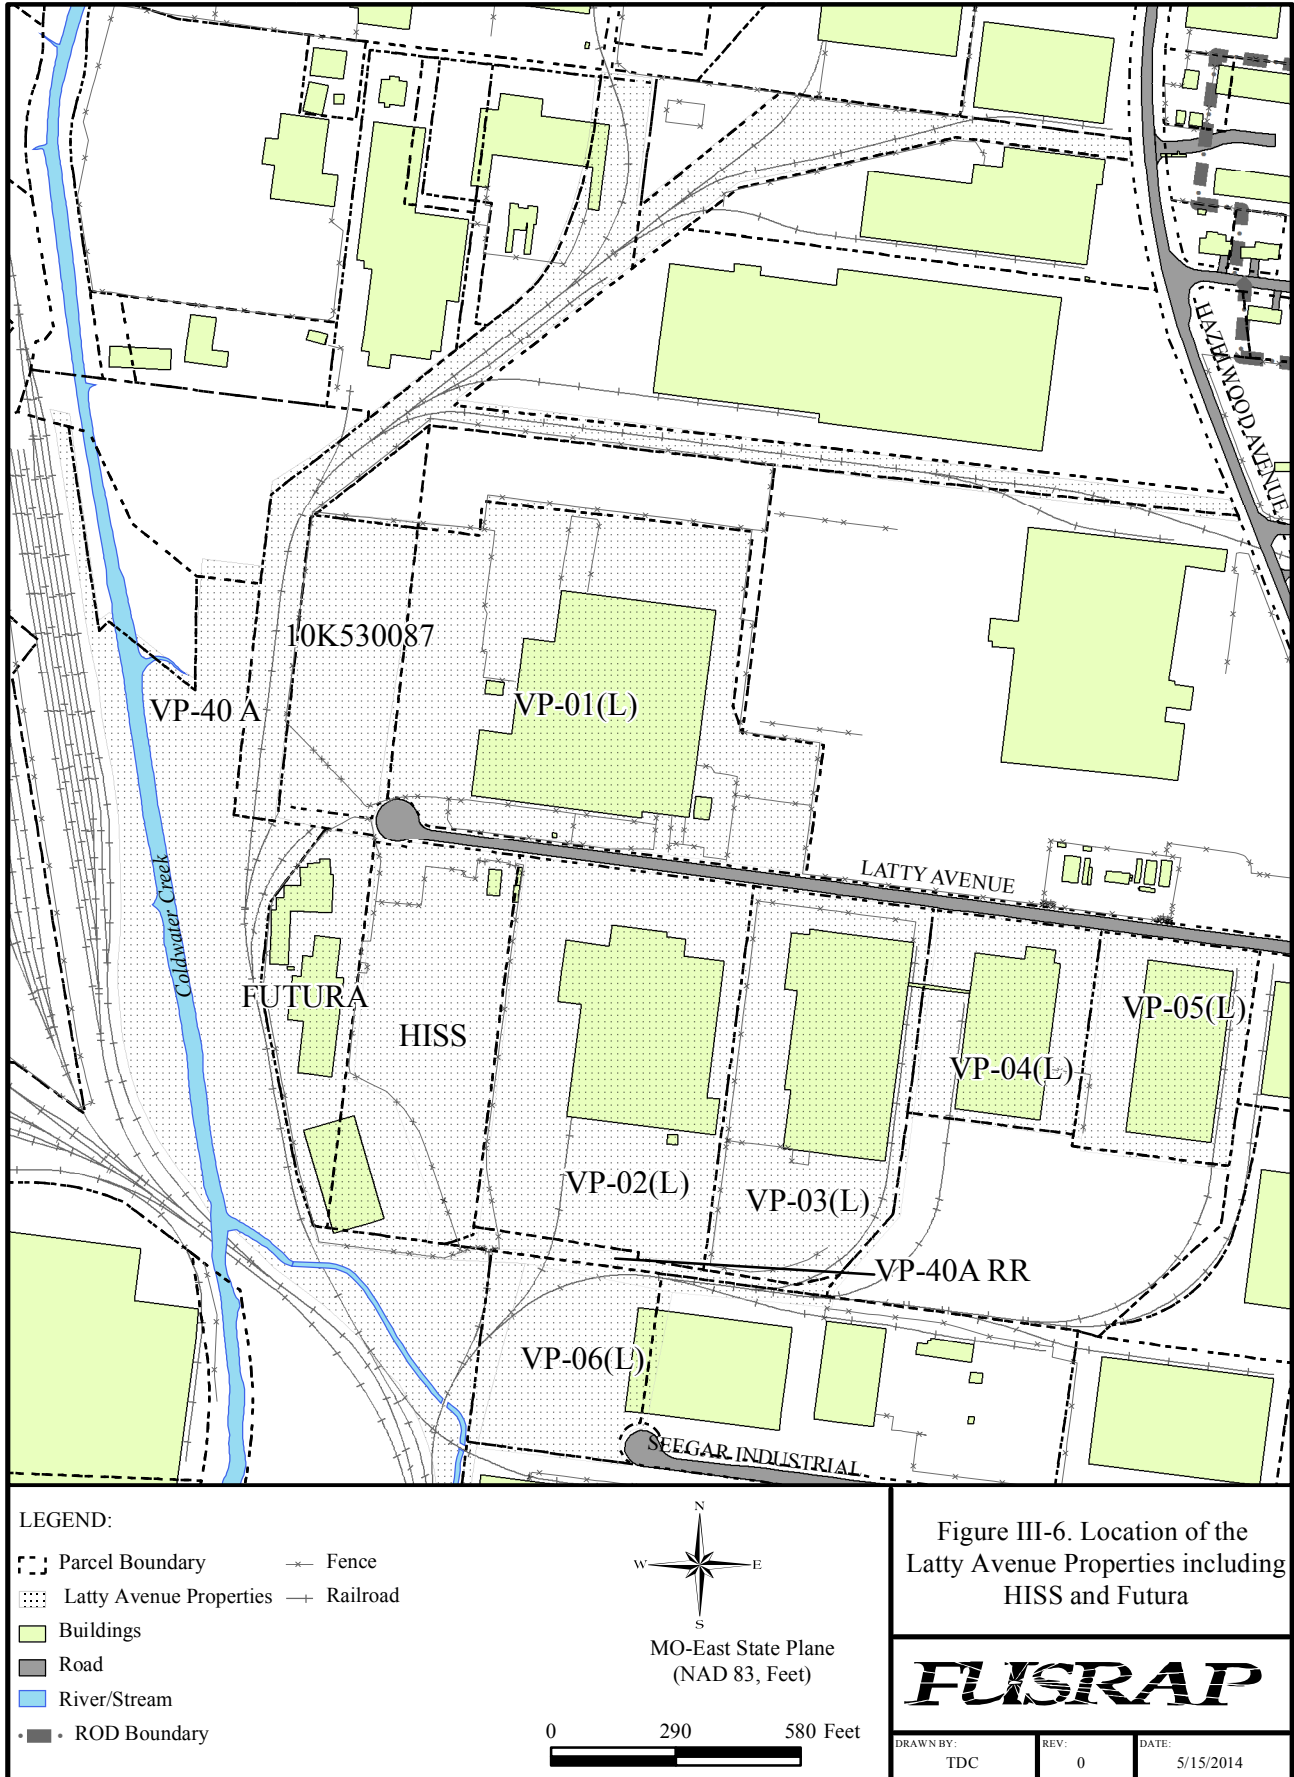 HAZELWOOD AVENUE
10K530087
VP-01(L)
VP-40 A
LATTY AVENUE
Coldwater Creek
FUTURA
HISS
VP-05(L)
VP-04(L)
VP-02(L)
VP-03(L)
VP-40A RR
VP-06(L)
SEEGAR INDUSTRIAL
LEGEND:
Parcel Boundary
Fence
Latty Avenue Properties
Railroad
Buildings
Road
River/Stream
ROD Boundary
N
W E
S
MO-East State Plane
(NAD 83, Feet)
0 290 580 Feet
Figure III-6. Location of the
Latty Avenue Properties including
HISS and Futura
FUSRAP
DRAWN BY:
TDC
REV:
0
DATE:
5/15/2014